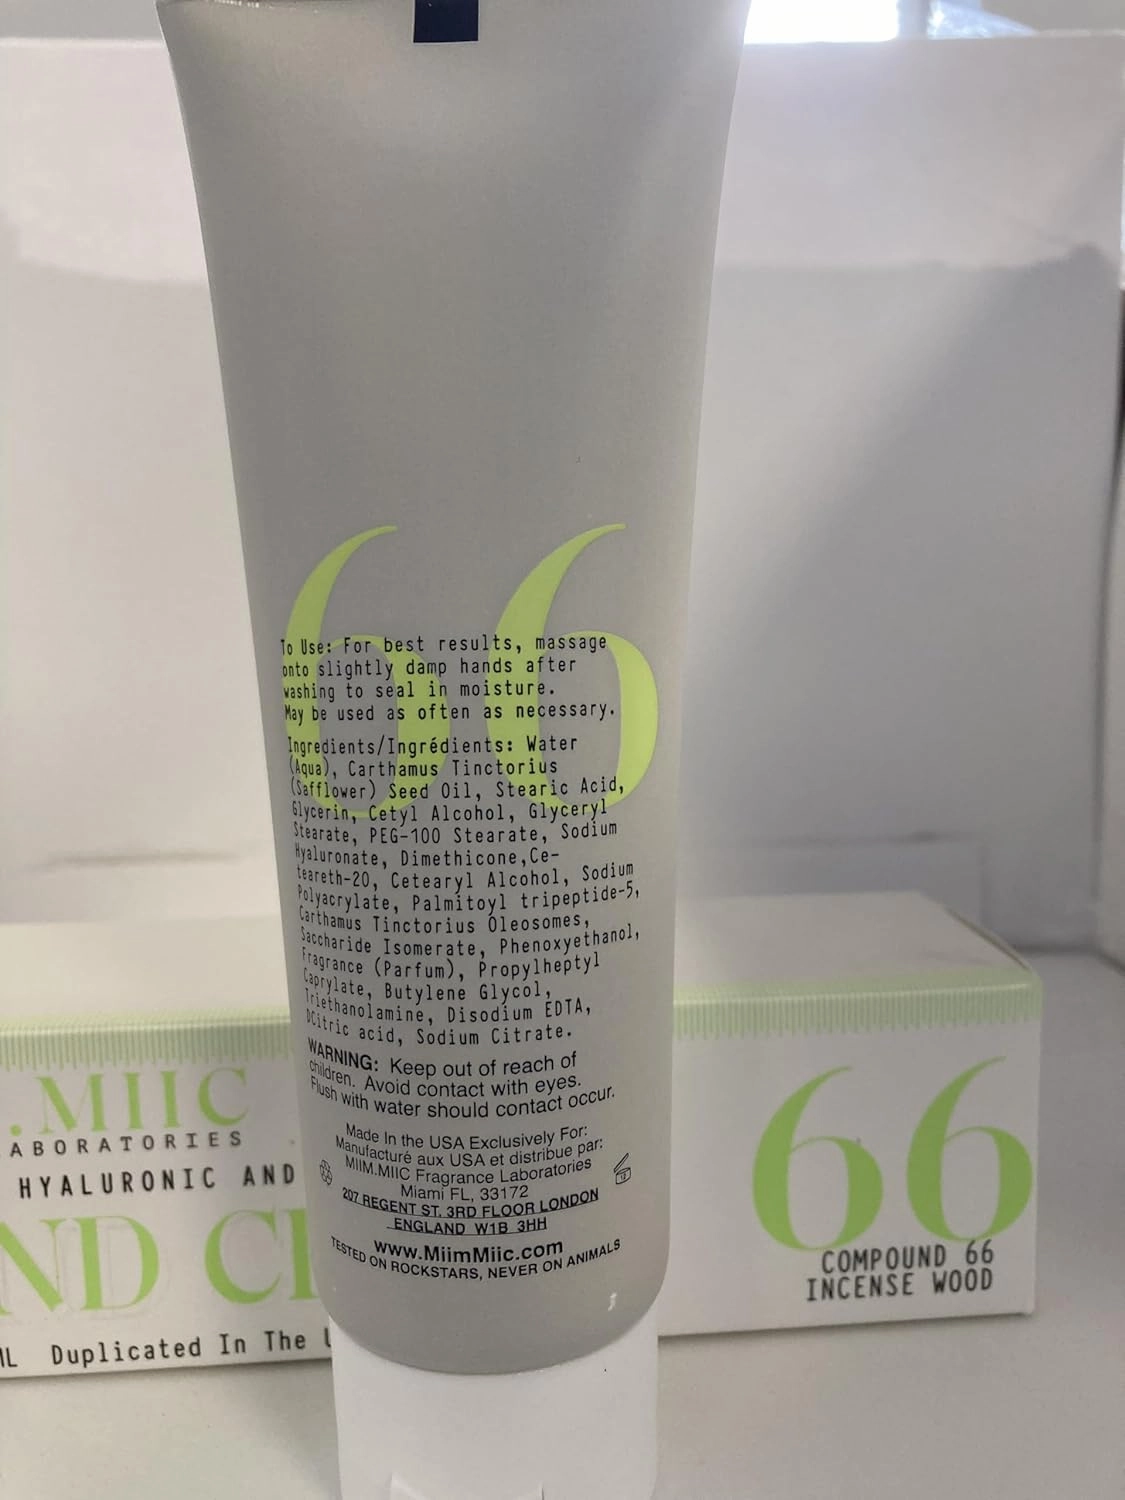 66
To Use: For best results, massage
onto slightly damp hands after
washing to seal in moisture.
May be used as often as necessary.
Ingredients/Ingrédients: Water
(Aqua), Carthamus Tinctorius
(Safflower) Seed Oil, Stearic Acid,
Glycerin, Cetyl Alcohol, Glyceryl
Stearate, PEG-100 Stearate, Sodium
Hyaluronate, Dimethicone,Ce-
teareth-20, Cetearyl Alcohol, Sodium
Polyacrylate, Palmitoyl tripeptide-5,
Carthamus Tinctorius Oleosomes,
Saccharide Isomerate, Phenoxyethanol,
Fragrance (Parfum), Propylheptyl
Caprylate, Butylene Glycol,
Triethanolamine, Disodium EDTA,
DCitric acid, Sodium Citrate.
WARNING: Keep out of reach of
children. Avoid contact with eyes.
Flush with water should contact occur.
Made In the USA Exclusively For:
Manufacturé aux USA et distribue par:
MIIM.MIIC Fragrance Laboratories
Miami FL, 33172
207 REGENT ST. 3RD FLOOR LONDON
ENGLAND W1B 3HH
www.MiimMiic.com
TESTED ON ROCKSTARS, NEVER ON ANIMALS
.MIIC
ABORATORIES
HYALURONIC AND
ND C
ML Duplicated In The
66
COMPOUND 66
INCENSE WOOD